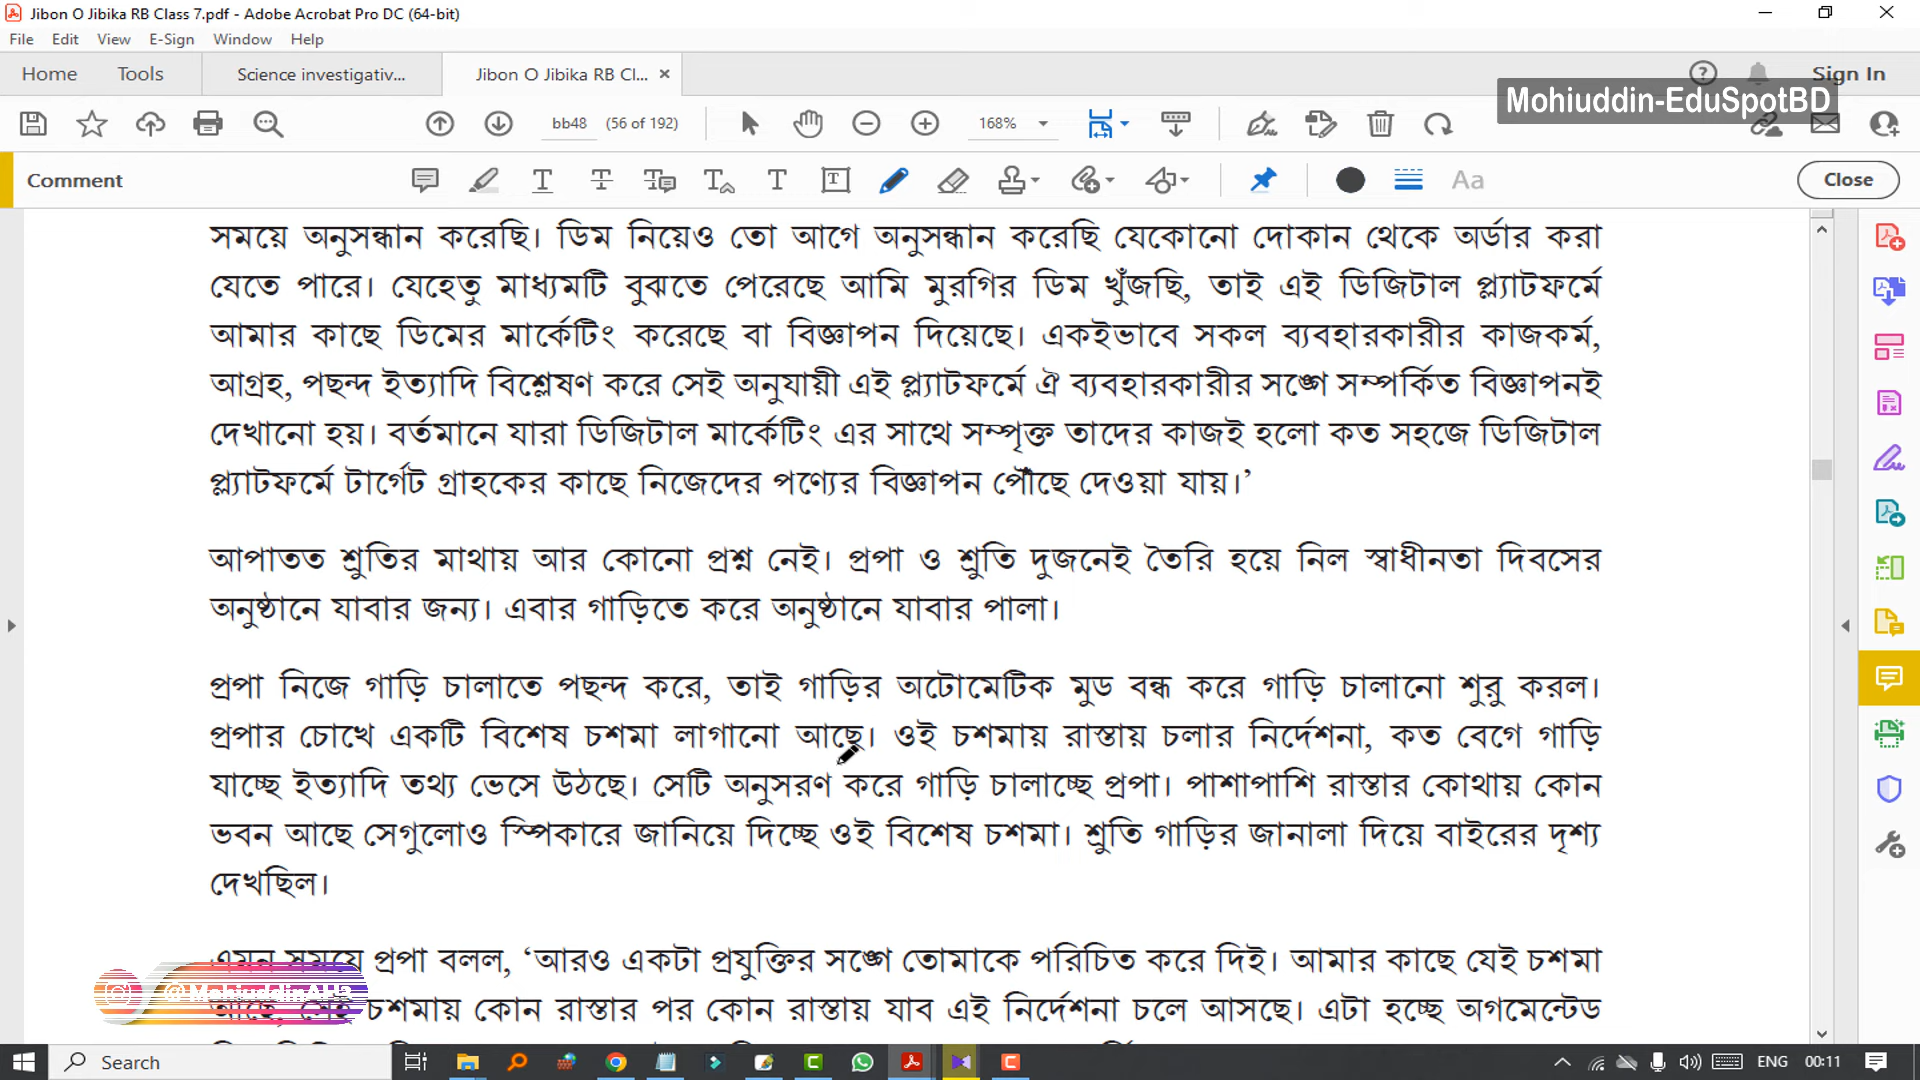 Jibon O Jibika RB Class 7.pdf - Adobe Acrobat Pro DC (64-bit)
File Edit View E-Sign Window Help
Home Tools Science investigativ... Jibon O Jibika RB Cl... Sign In
Mohiuddin-EduSpotBD
bb48 (56 of 192) 168%
Comment Aa Close
সময়ে অনুসন্ধান করেছি। ডিম নিয়েও তো আগে অনুসন্ধান করেছি যেকোনো দোকান থেকে অর্ডার করা
যেতে পারে। যেহেতু মাধ্যমটি বুঝতে পেরেছে আমি মুরগির ডিম খুঁজছি, তাই এই ডিজিটাল প্ল্যাটফর্মে
আমার কাছে ডিমের মার্কেটিং করেছে বা বিজ্ঞাপন দিয়েছে। একইভাবে সকল ব্যবহারকারীর কাজকর্ম,
আগ্রহ, পছন্দ ইত্যাদি বিশ্লেষণ করে সেই অনুযায়ী এই প্ল্যাটফর্মে ঐ ব্যবহারকারীর সঙ্গে সম্পর্কিত বিজ্ঞাপনই
দেখানো হয়। বর্তমানে যারা ডিজিটাল মার্কেটিং এর সাথে সম্পৃক্ত তাদের কাজই হলো কত সহজে ডিজিটাল
প্ল্যাটফর্মে টার্গেট গ্রাহকের কাছে নিজেদের পণ্যের বিজ্ঞাপন পৌঁছে দেওয়া যায়।’
আপাতত শ্রুতির মাথায় আর কোনো প্রশ্ন নেই। প্রপা ও শ্রুতি দুজনেই তৈরি হয়ে নিল স্বাধীনতা দিবসের
অনুষ্ঠানে যাবার জন্য। এবার গাড়িতে করে অনুষ্ঠানে যাবার পালা।
প্রপা নিজে গাড়ি চালাতে পছন্দ করে, তাই গাড়ির অটোমেটিক মুড বন্ধ করে গাড়ি চালানো শুরু করল।
প্রপার চোখে একটি বিশেষ চশমা লাগানো আছে। ওই চশমায় রাস্তায় চলার নির্দেশনা, কত বেগে গাড়ি
যাচ্ছে ইত্যাদি তথ্য ভেসে উঠছে। সেটি অনুসরণ করে গাড়ি চালাচ্ছে প্রপা। পাশাপাশি রাস্তার কোথায় কোন
ভবন আছে সেগুলোও স্পিকারে জানিয়ে দিচ্ছে ওই বিশেষ চশমা। শ্রুতি গাড়ির জানালা দিয়ে বাইরের দৃশ্য
দেখছিল।
এমন সময়ে প্রপা বলল, ‘আরও একটা প্রযুক্তির সঙ্গে তোমাকে পরিচিত করে দিই। আমার কাছে যেই চশমা
@MohiuddinAH2
আছে, সেই চশমায় কোন রাস্তার পর কোন রাস্তায় যাব এই নির্দেশনা চলে আসছে। এটা হচ্ছে অগমেন্টেড
Search ENG 00:11